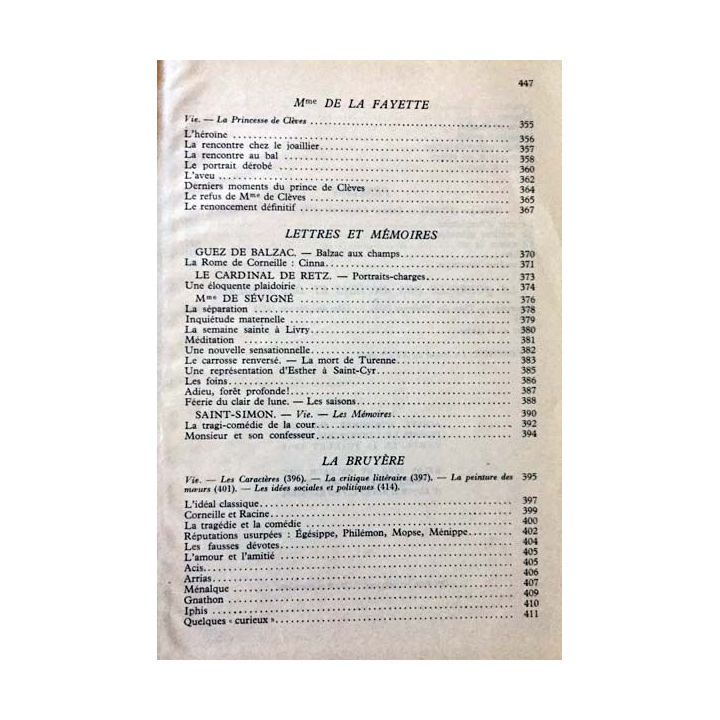 447
Mme DE LA FAYETTE
Vie. — La Princesse de Clèves ........ 355
L'héroïne ........ 356
La rencontre chez le joaillier ........ 357
La rencontre au bal ........ 358
Le portrait dérobé ........ 360
L'aveu ........ 362
Derniers moments du prince de Clèves ........ 364
Le refus de Mme de Clèves ........ 365
Le renoncement définitif ........ 367
LETTRES ET MÉMOIRES
GUEZ DE BALZAC. — Balzac aux champs ........ 370
La Rome de Corneille : Cinna ........ 371
LE CARDINAL DE RETZ. — Portraits-charges ........ 373
Une éloquente plaidoirie ........ 374
Mme DE SÉVIGNÉ ........ 376
La séparation ........ 378
Inquiétude maternelle ........ 379
La semaine sainte à Livry ........ 380
Méditation ........ 381
Une nouvelle sensationnelle ........ 382
Le carrosse renversé. — La mort de Turenne ........ 383
Une représentation d'Esther à Saint-Cyr ........ 385
Les foins ........ 386
Adieu, forêt profonde! ........ 387
Féerie du clair de lune. — Les saisons ........ 388
SAINT-SIMON. — Vie. — Les Mémoires ........ 390
La tragi-comédie de la cour ........ 392
Monsieur et son confesseur ........ 394
LA BRUYÈRE
Vie. — Les Caractères (396). — La critique littéraire (397). — La peinture des 395
mœurs (401). — Les idées sociales et politiques (414).
L'idéal classique ........ 397
Corneille et Racine ........ 399
La tragédie et la comédie ........ 400
Réputations usurpées : Égésippe, Philémon, Mopse, Ménippe ........ 402
Les fausses dévotes ........ 404
L'amour et l'amitié ........ 405
Acis ........ 405
Arrias ........ 406
Ménalque ........ 407
Gnathon ........ 409
Iphis ........ 410
Quelques « curieux » ........ 411